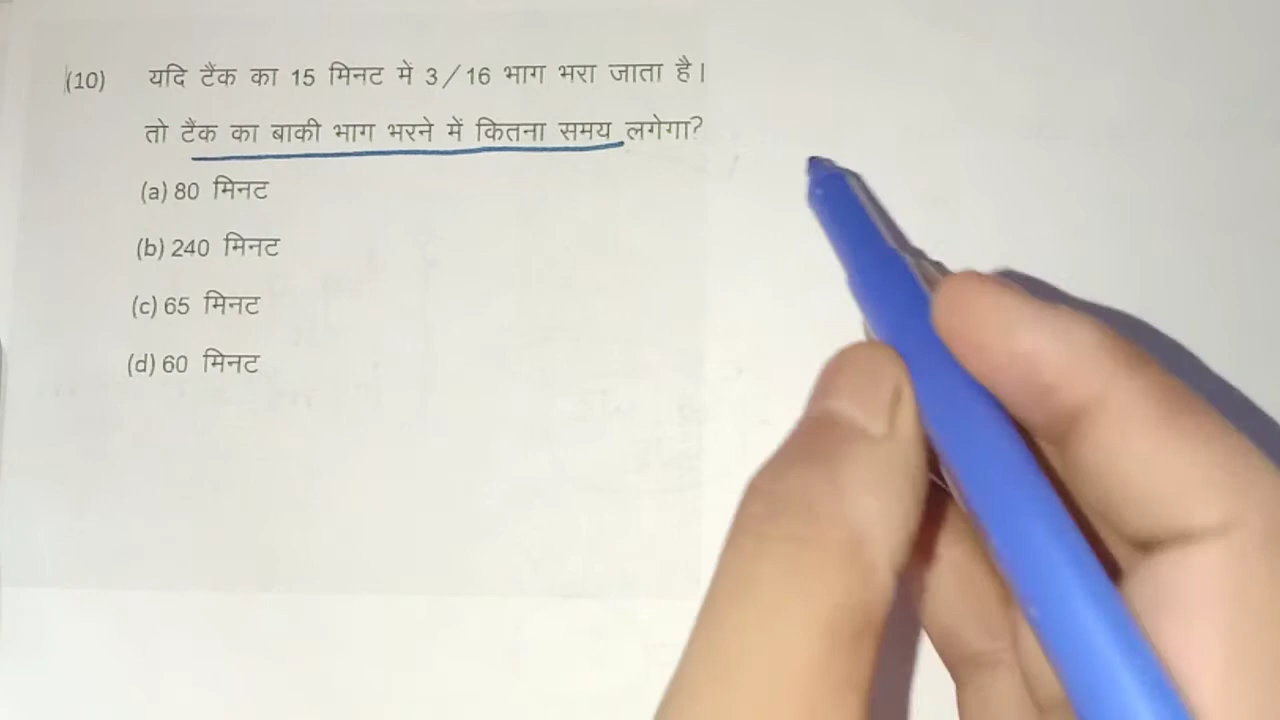 (10) यदि टैंक का 15 मिनट में 3/16 भाग भरा जाता है।
तो टैंक का बाकी भाग भरने में कितना समय लगेगा?
(a) 80 मिनट
(b) 240 मिनट
(c) 65 मिनट
(d) 60 मिनट